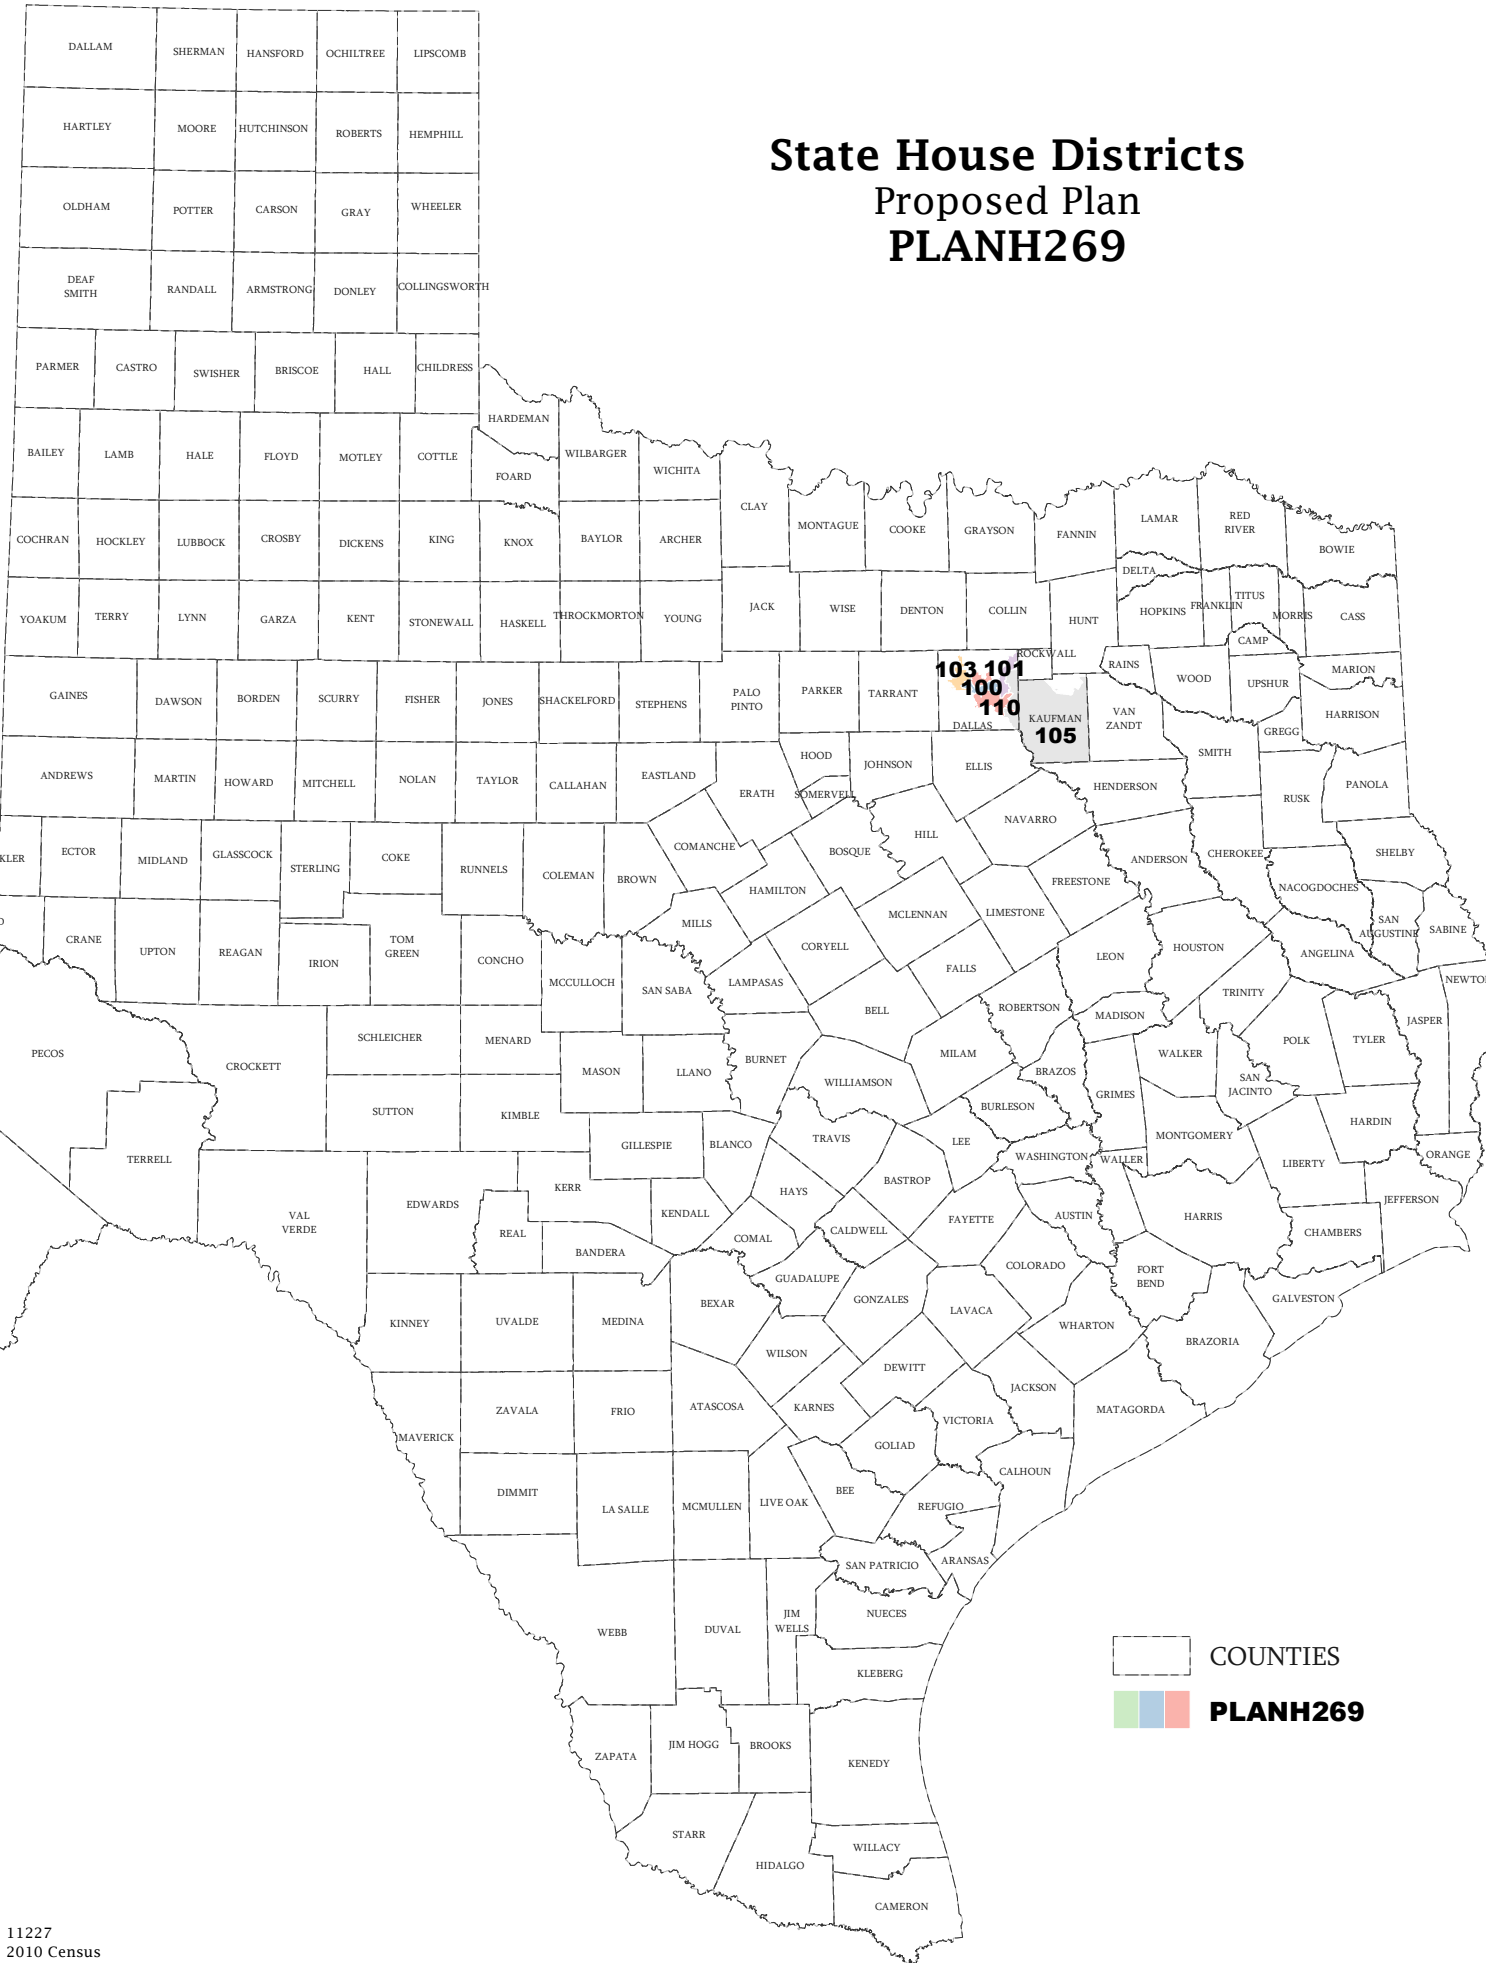 State House Districts
Proposed Plan
PLANH269
DALLAM
SHERMAN
HANSFORD
OCHILTREE
LIPSCOMB
HARTLEY
MOORE
HUTCHINSON
ROBERTS
HEMPHILL
OLDHAM
POTTER
CARSON
GRAY
WHEELER
DEAF
SMITH
RANDALL
ARMSTRONG
DONLEY
COLLINGSWORTH
PARMER
CASTRO
SWISHER
BRISCOE
HALL
CHILDRESS
HARDEMAN
BAILEY
LAMB
HALE
FLOYD
MOTLEY
COTTLE
FOARD
WILBARGER
WICHITA
CLAY
MONTAGUE
COOKE
GRAYSON
FANNIN
LAMAR
RED
RIVER
BOWIE
COCHRAN
HOCKLEY
LUBBOCK
CROSBY
DICKENS
KING
KNOX
BAYLOR
ARCHER
DELTA
YOAKUM
TERRY
LYNN
GARZA
KENT
STONEWALL
HASKELL
THROCKMORTON
YOUNG
JACK
WISE
DENTON
COLLIN
HUNT
HOPKINS
FRANKLIN
TITUS
MORRIS
CASS
CAMP
ROCKWALL
RAINS
WOOD
UPSHUR
MARION
GAINES
DAWSON
BORDEN
SCURRY
FISHER
JONES
SHACKELFORD
STEPHENS
PALO
PINTO
PARKER
TARRANT
103 101
100
110
DALLAS
KAUFMAN
105
VAN
ZANDT
HARRISON
GREGG
SMITH
ANDREWS
MARTIN
HOWARD
MITCHELL
NOLAN
TAYLOR
CALLAHAN
EASTLAND
ERATH
HOOD
SOMERVELL
JOHNSON
ELLIS
HENDERSON
RUSK
PANOLA
KLER
ECTOR
MIDLAND
GLASSCOCK
STERLING
COKE
RUNNELS
COLEMAN
BROWN
COMANCHE
HAMILTON
BOSQUE
HILL
NAVARRO
ANDERSON
CHEROKEE
SHELBY
NACOGDOCHES
FREESTONE
LIMESTONE
MCLENNAN
MILLS
CORYELL
D
CRANE
UPTON
REAGAN
IRION
TOM
GREEN
CONCHO
MCCULLOCH
SAN SABA
LAMPASAS
BELL
FALLS
LEON
HOUSTON
ANGELINA
SAN
AUGUSTINE
SABINE
NEWTO
TRINITY
ROBERTSON
MADISON
POLK
TYLER
JASPER
PECOS
CROCKETT
SCHLEICHER
MENARD
MASON
LLANO
BURNET
WILLIAMSON
MILAM
BRAZOS
GRIMES
WALKER
SAN
JACINTO
SUTTON
KIMBLE
BURLESON
MONTGOMERY
HARDIN
TERRELL
GILLESPIE
BLANCO
TRAVIS
LEE
WASHINGTON
WALLER
LIBERTY
ORANGE
VAL
VERDE
EDWARDS
KERR
REAL
BANDERA
KENDALL
HAYS
COMAL
CALDWELL
BASTROP
FAYETTE
AUSTIN
HARRIS
CHAMBERS
JEFFERSON
KINNEY
UVALDE
MEDINA
BEXAR
GUADALUPE
GONZALES
LAVACA
COLORADO
FORT
BEND
GALVESTON
WHARTON
BRAZORIA
WILSON
DEWITT
JACKSON
MATAGORDA
MAVERICK
ZAVALA
FRIO
ATASCOSA
KARNES
GOLIAD
VICTORIA
CALHOUN
DIMMIT
LA SALLE
MCMULLEN
LIVE OAK
BEE
REFUGIO
SAN PATRICIO
ARANSAS
WEBB
DUVAL
JIM
WELLS
NUECES
KLEBERG
ZAPATA
JIM HOGG
BROOKS
KENEDY
STARR
HIDALGO
WILLACY
CAMERON
COUNTIES
PLANH269
11227
2010 Census